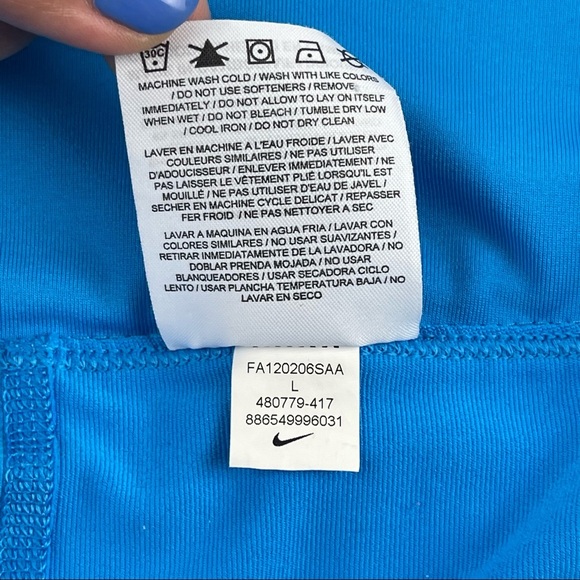 30C
MACHINE WASH COLD / WASH WITH LIKE COLORS
/ DO NOT USE SOFTENERS / REMOVE
IMMEDIATELY / DO NOT ALLOW TO LAY ON ITSELF
WHEN WET / DO NOT BLEACH / TUMBLE DRY LOW
/ COOL IRON / DO NOT DRY CLEAN
LAVER EN MACHINE A L'EAU FROIDE / LAVER AVEC
COULEURS SIMILAIRES / NE PAS UTILISER
D'ADOUCISSEUR / ENLEVER IMMEDIATEMENT / NE
PAS LAISSER LE VÊTEMENT PLIÉ LORSQU'IL EST
MOUILLÉ / NE PAS UTILISER D'EAU DE JAVEL /
SECHER EN MACHINE CYCLE DELICAT / REPASSER
FER FROID / NE PAS NETTOYER A SEC
LAVAR A MAQUINA EN AGUA FRIA / LAVAR CON
COLORES SIMILARES / NO USAR SUAVIZANTES /
RETIRAR INMEDIATAMENTE DE LA LAVADORA / NO
DOBLAR PRENDA MOJADA / NO USAR
BLANQUEADORES / USAR SECADORA CICLO
LENTO / USAR PLANCHA TEMPERATURA BAJA / NO
LAVAR EN SECO
FA120206SAA
L
480779-417
886549996031